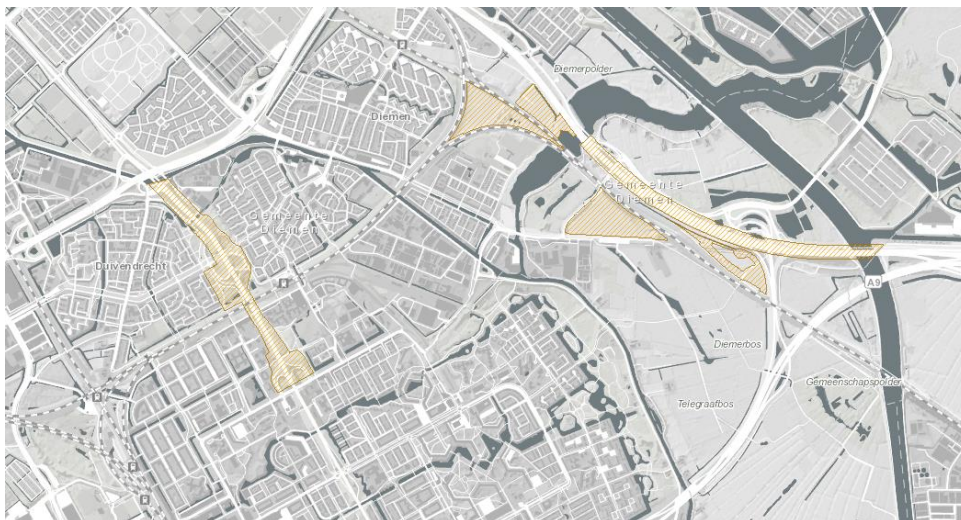 Diemerpolder
Diemen
Gemeente
Diemen
Gemeente
Diemen
Duivendrecht
A9
Diemerbos
Gemeenschapspolder
Telegraafbos